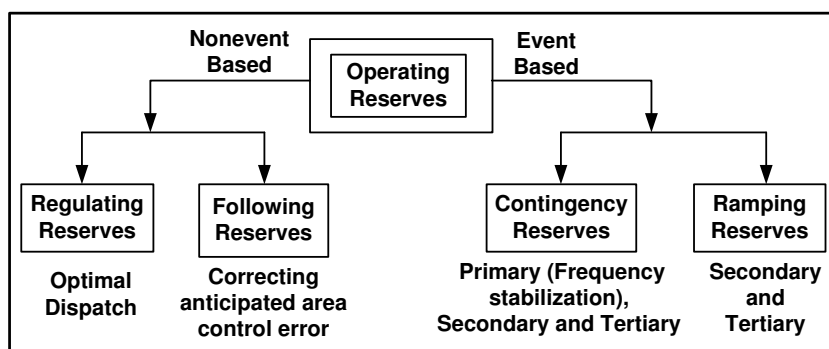 Nonevent
Based
Operating
Reserves
Event
Based
Regulating
Reserves
Following
Reserves
Contingency
Reserves
Ramping
Reserves
Optimal
Dispatch
Correcting
anticipated area
control error
Primary (Frequency
stabilization),
Secondary and Tertiary
Secondary
and
Tertiary